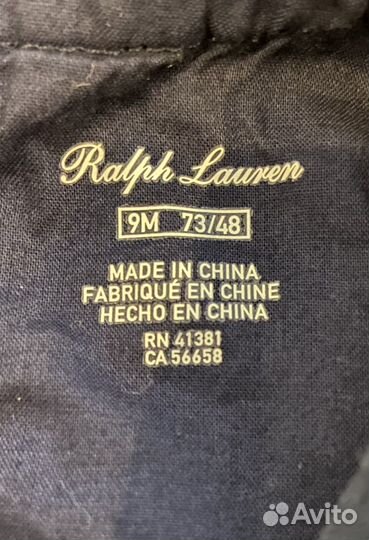 Ralph Lauren
9M 73/48
MADE IN CHINA
FABRIQUÉ EN CHINE
HECHO EN CHINA
RN 41381
CA 56658
Avito